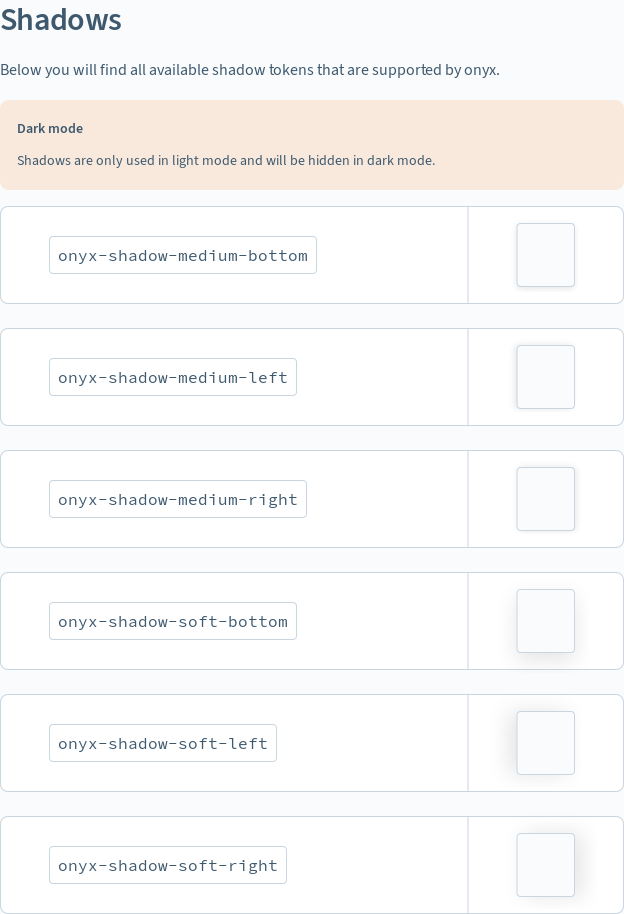 Shadows
Below you will find all available shadow tokens that are supported by onyx.
Dark mode
Shadows are only used in light mode and will be hidden in dark mode.
onyx-shadow-medium-bottom
onyx-shadow-medium-left
onyx-shadow-medium-right
onyx-shadow-soft-bottom
onyx-shadow-soft-left
onyx-shadow-soft-right